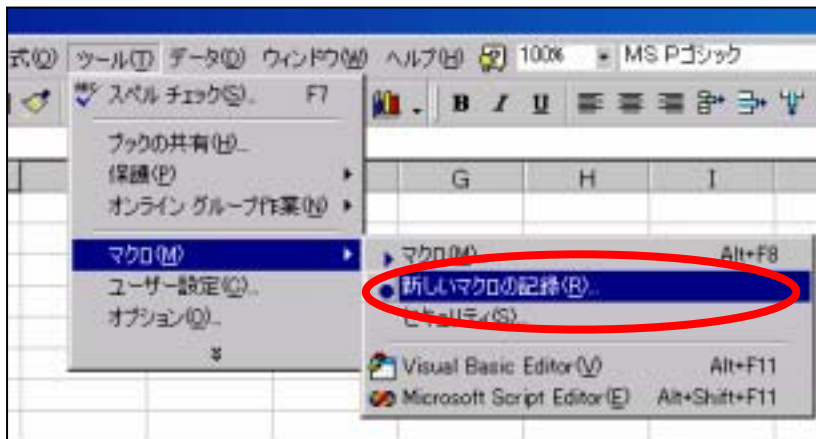 式(O) ツール(T) データ(D) ウィンドウ(W) ヘルプ(H) 100% MS Pゴシック
スペル チェック(S)... F7
B I U
ブックの共有(H)...
保護(P)
オンライン グループ作業(N)
G H I
マクロ(M)
ユーザー設定(C)...
オプション(O)...
マクロ(M)... Alt+F8
新しいマクロの記録(R)...
セキュリティ(S)...
Visual Basic Editor(V) Alt+F11
Microsoft Script Editor(E) Alt+Shift+F11